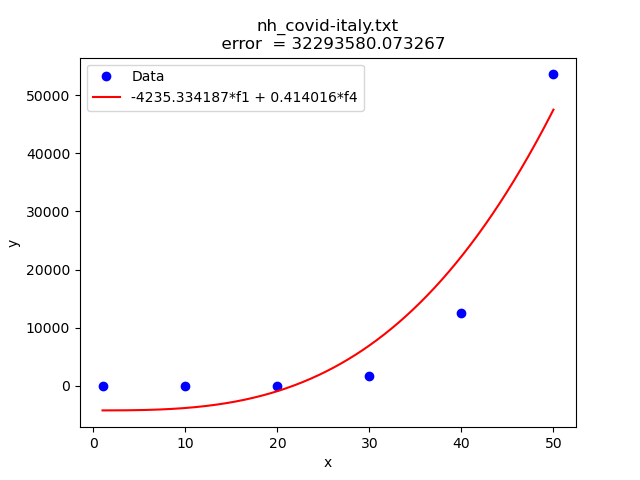 nh_covid-italy.txt
error = 32293580.073267
Data
-4235.334187*f1 + 0.414016*f4
50000
40000
30000
20000
10000
0
y
0 10 20 30 40 50
x